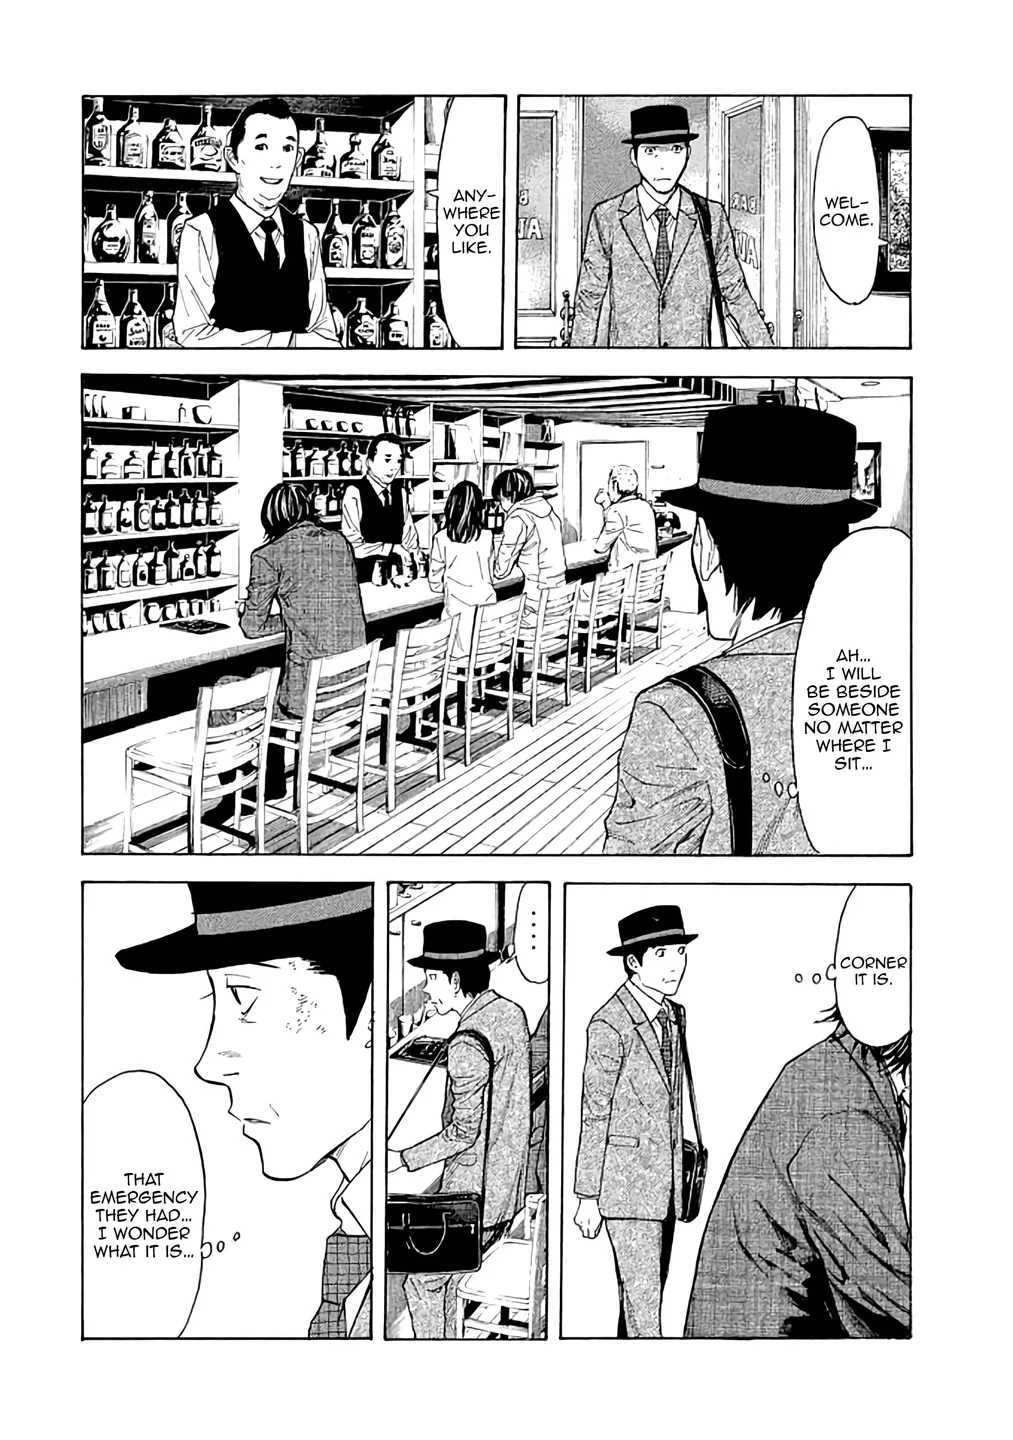 WEL-
COME.
BAR
ANY-
WHERE
YOU
LIKE.
AH...
I WILL
BE BESIDE
SOMEONE
NO MATTER
WHERE I
SIT...
CORNER
IT IS.
....
THAT
EMERGENCY
THEY HAD...
I WONDER
WHAT IT IS...